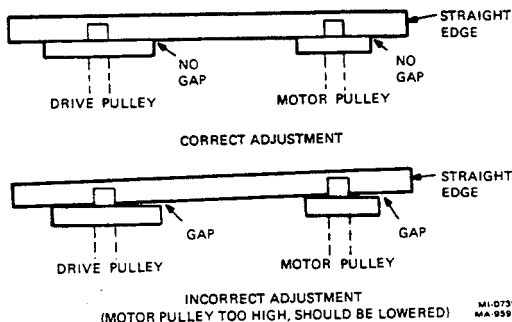 STRAIGHT
EDGE
NO
GAP
NO
GAP
DRIVE PULLEY
MOTOR PULLEY
CORRECT ADJUSTMENT
STRAIGHT
EDGE
GAP
GAP
DRIVE PULLEY
MOTOR PULLEY
INCORRECT ADJUSTMENT
(MOTOR PULLEY TOO HIGH, SHOULD BE LOWERED)